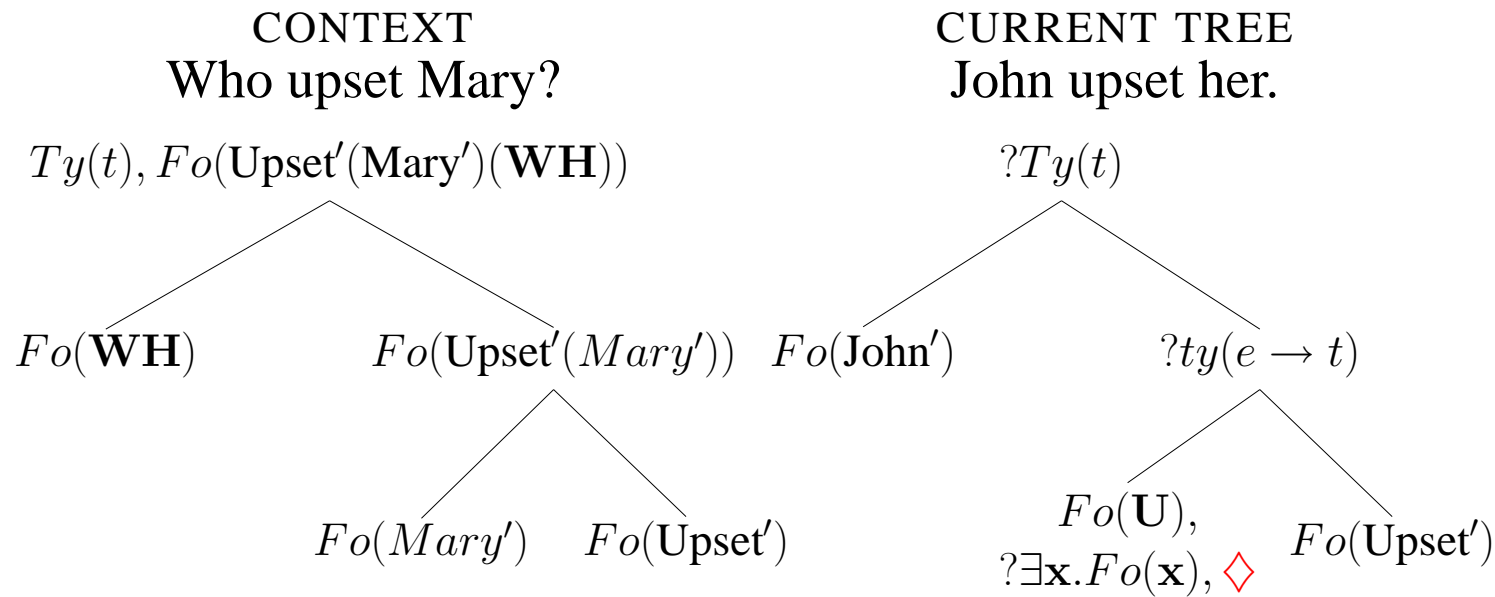 CONTEXT
Who upset Mary?
Ty(t), Fo(Upset′(Mary′)(WH))
Fo(WH)
Fo(Upset′(Mary′))
Fo(Mary′)
Fo(Upset′)
CURRENT TREE
John upset her.
?Ty(t)
Fo(John′)
?ty(e → t)
Fo(U),
?∃x.Fo(x), ♢
Fo(Upset′)